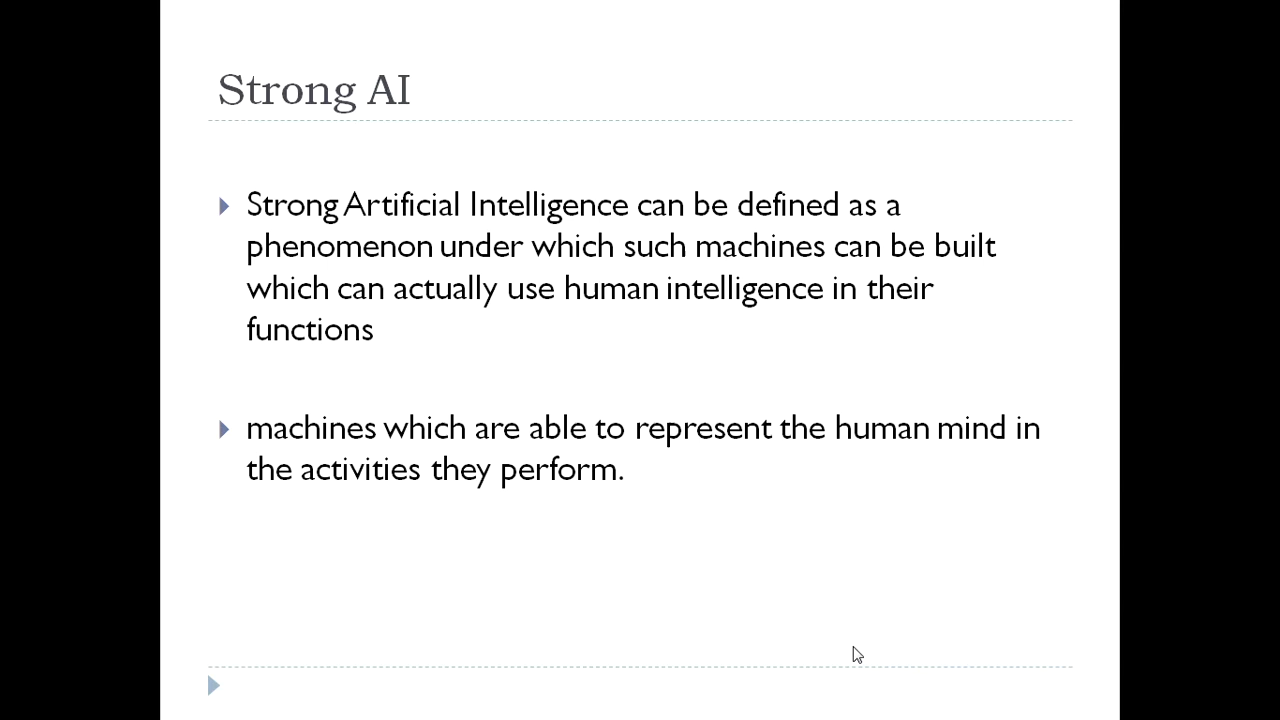 Strong AI
Strong Artificial Intelligence can be defined as a
phenomenon under which such machines can be built
which can actually use human intelligence in their
functions
machines which are able to represent the human mind in
the activities they perform.